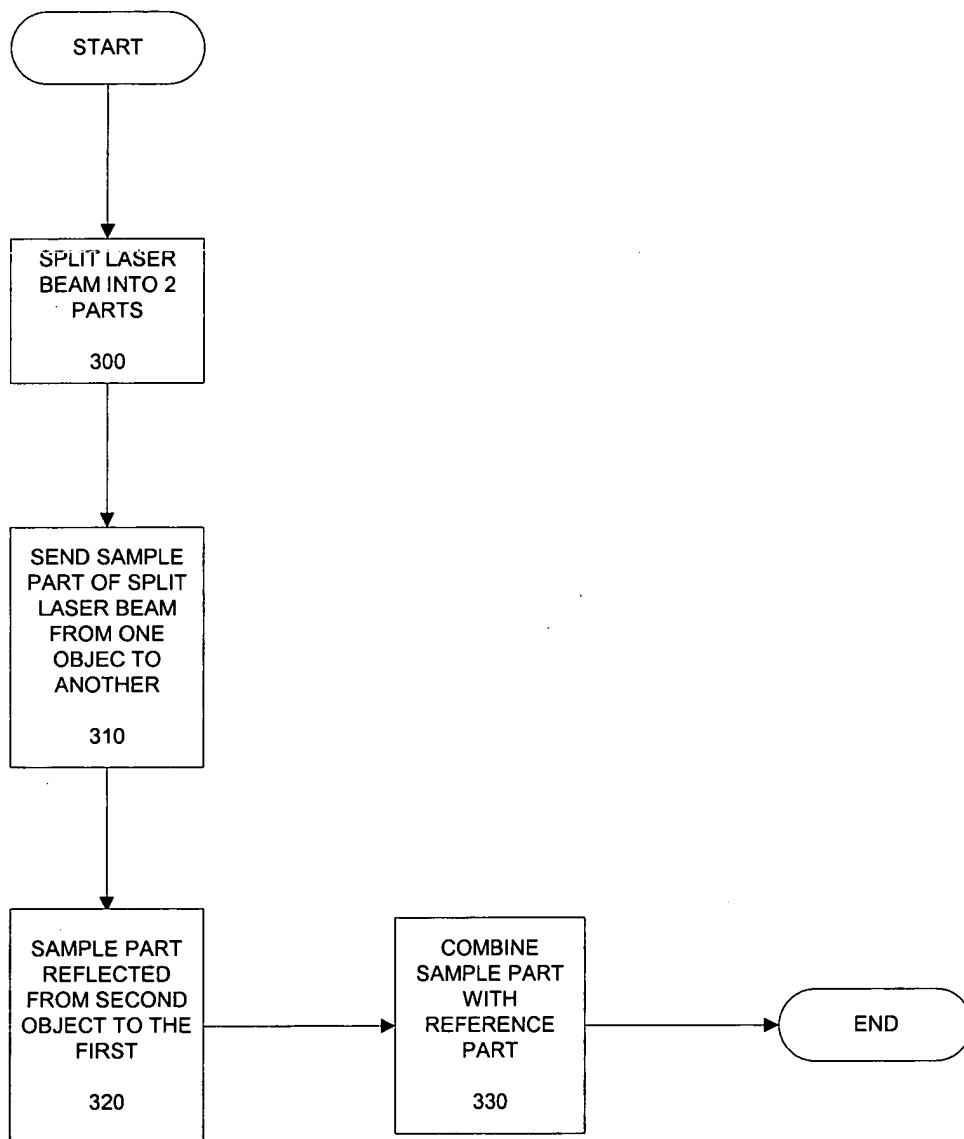 START
SPLIT LASER
BEAM INTO 2
PARTS
300
SEND SAMPLE
PART OF SPLIT
LASER BEAM
FROM ONE
OBJEC TO
ANOTHER
310
SAMPLE PART
REFLECTED
FROM SECOND
OBJECT TO THE
FIRST
320
COMBINE
SAMPLE PART
WITH
REFERENCE
PART
330
END